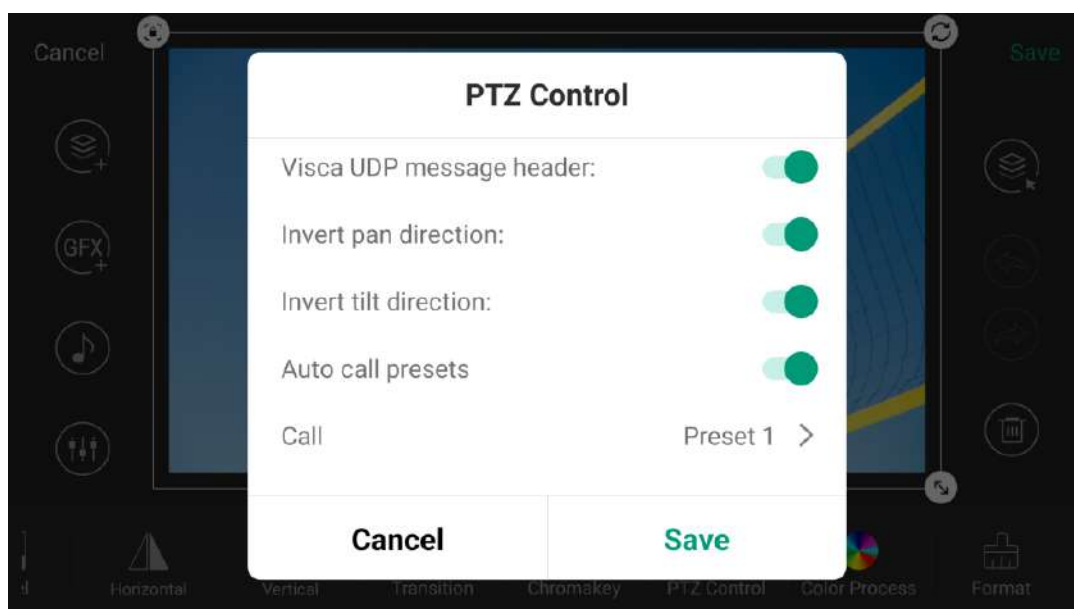 Cancel
Save
PTZ Control
Visca UDP message header:
Invert pan direction:
GFX
Invert tilt direction:
Auto call presets
Call
Preset 1
Cancel
Save
Horizontal
Vertical
Transition
Chromakey
PTZ Control
Color Process
Format